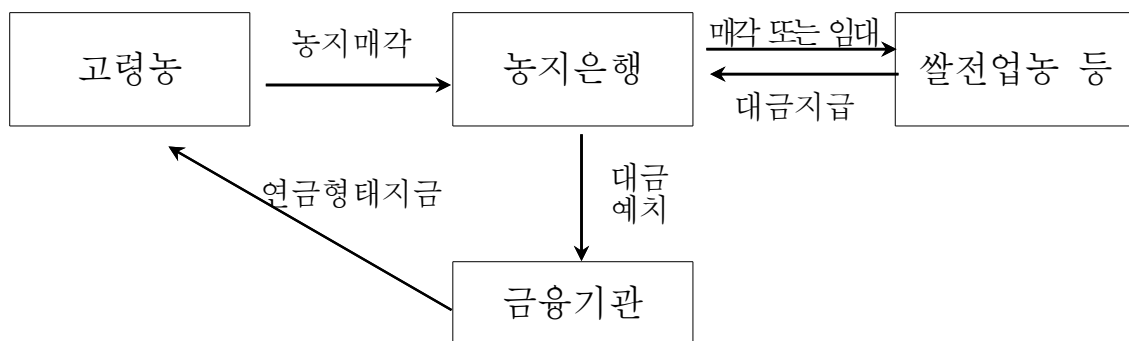 고령농
농지매각
농지은행
매각 또는 임대
대금지급
쌀전업농 등
연금형태지금
대금
예치
금융기관